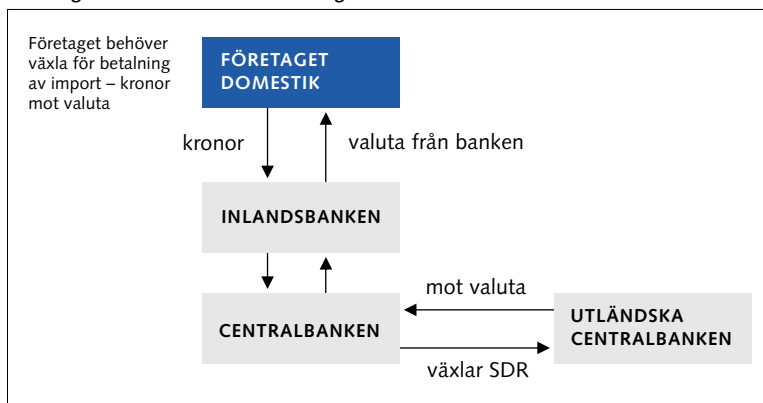 Företaget behöver
växla för betalning
av import – kronor
mot valuta
FÖRETAGET
DOMESTIK
kronor
valuta från banken
INLANDSBANKEN
mot valuta
CENTRALBANKEN
UTLÄNDSKA
CENTRALBANKEN
växlar SDR